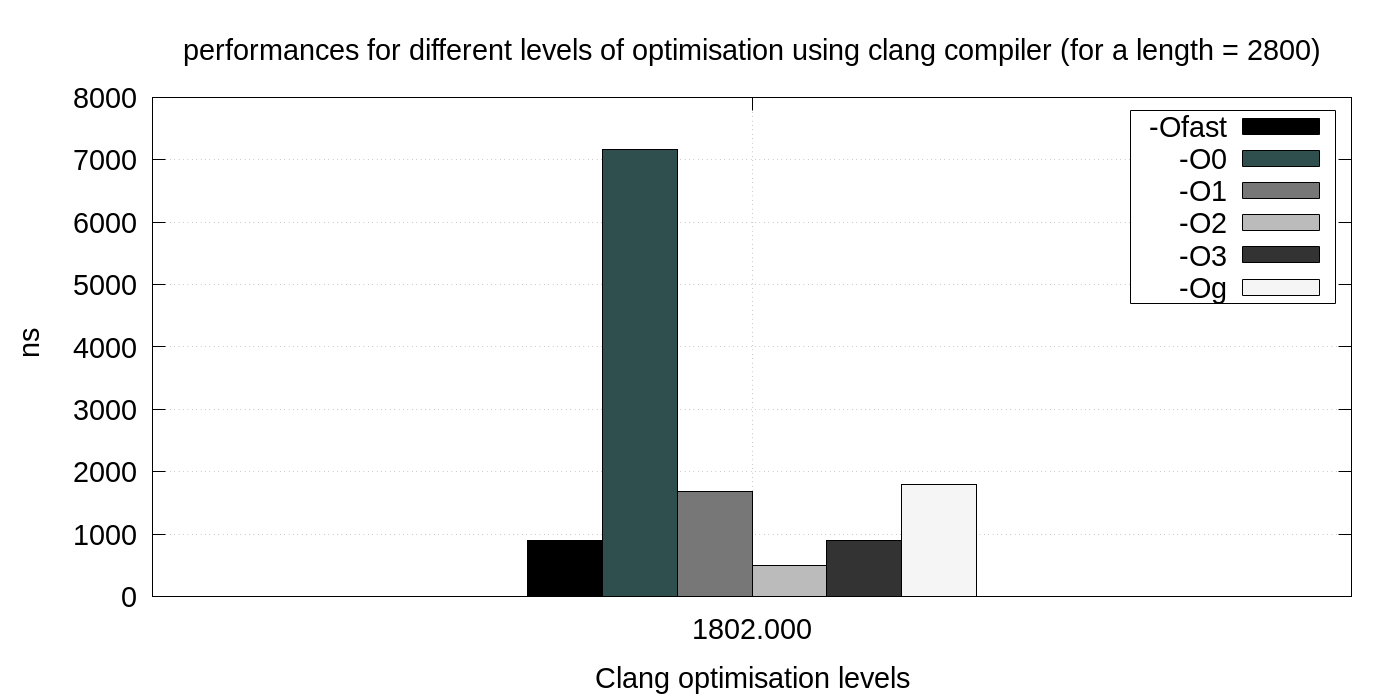 performances for different levels of optimisation using clang compiler (for a length = 2800)
8000
7000
6000
5000
4000
3000
2000
1000
0
ns
-Ofast
-O0
-O1
-O2
-O3
-Og
1802.000
Clang optimisation levels